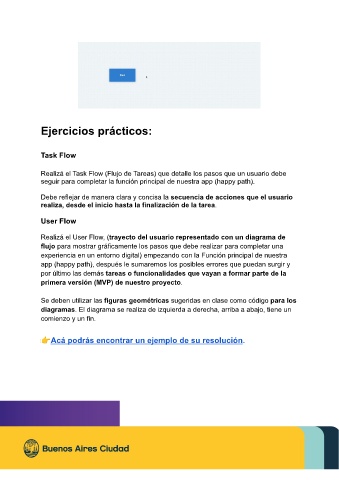 Ejercicios prácticos:
Task Flow
Realizá el Task Flow (Flujo de Tareas) que detalle los pasos que un usuario debe
seguir para completar la función principal de nuestra app (happy path).
Debe reflejar de manera clara y concisa la secuencia de acciones que el usuario
realiza, desde el inicio hasta la finalización de la tarea.
User Flow
Realizá el User Flow, (trayecto del usuario representado con un diagrama de
flujo para mostrar gráficamente los pasos que debe realizar para completar una
experiencia en un entorno digital) empezando con la Función principal de nuestra
app (happy path), después le sumaremos los posibles errores que puedan surgir y
por último las demás tareas o funcionalidades que vayan a formar parte de la
primera versión (MVP) de nuestro proyecto.
Se deben utilizar las figuras geométricas sugeridas en clase como código para los
diagramas. El diagrama se realiza de izquierda a derecha, arriba a abajo, tiene un
comienzo y un fin.
👉Acá podrás encontrar un ejemplo de su resolución.
Buenos Aires Ciudad